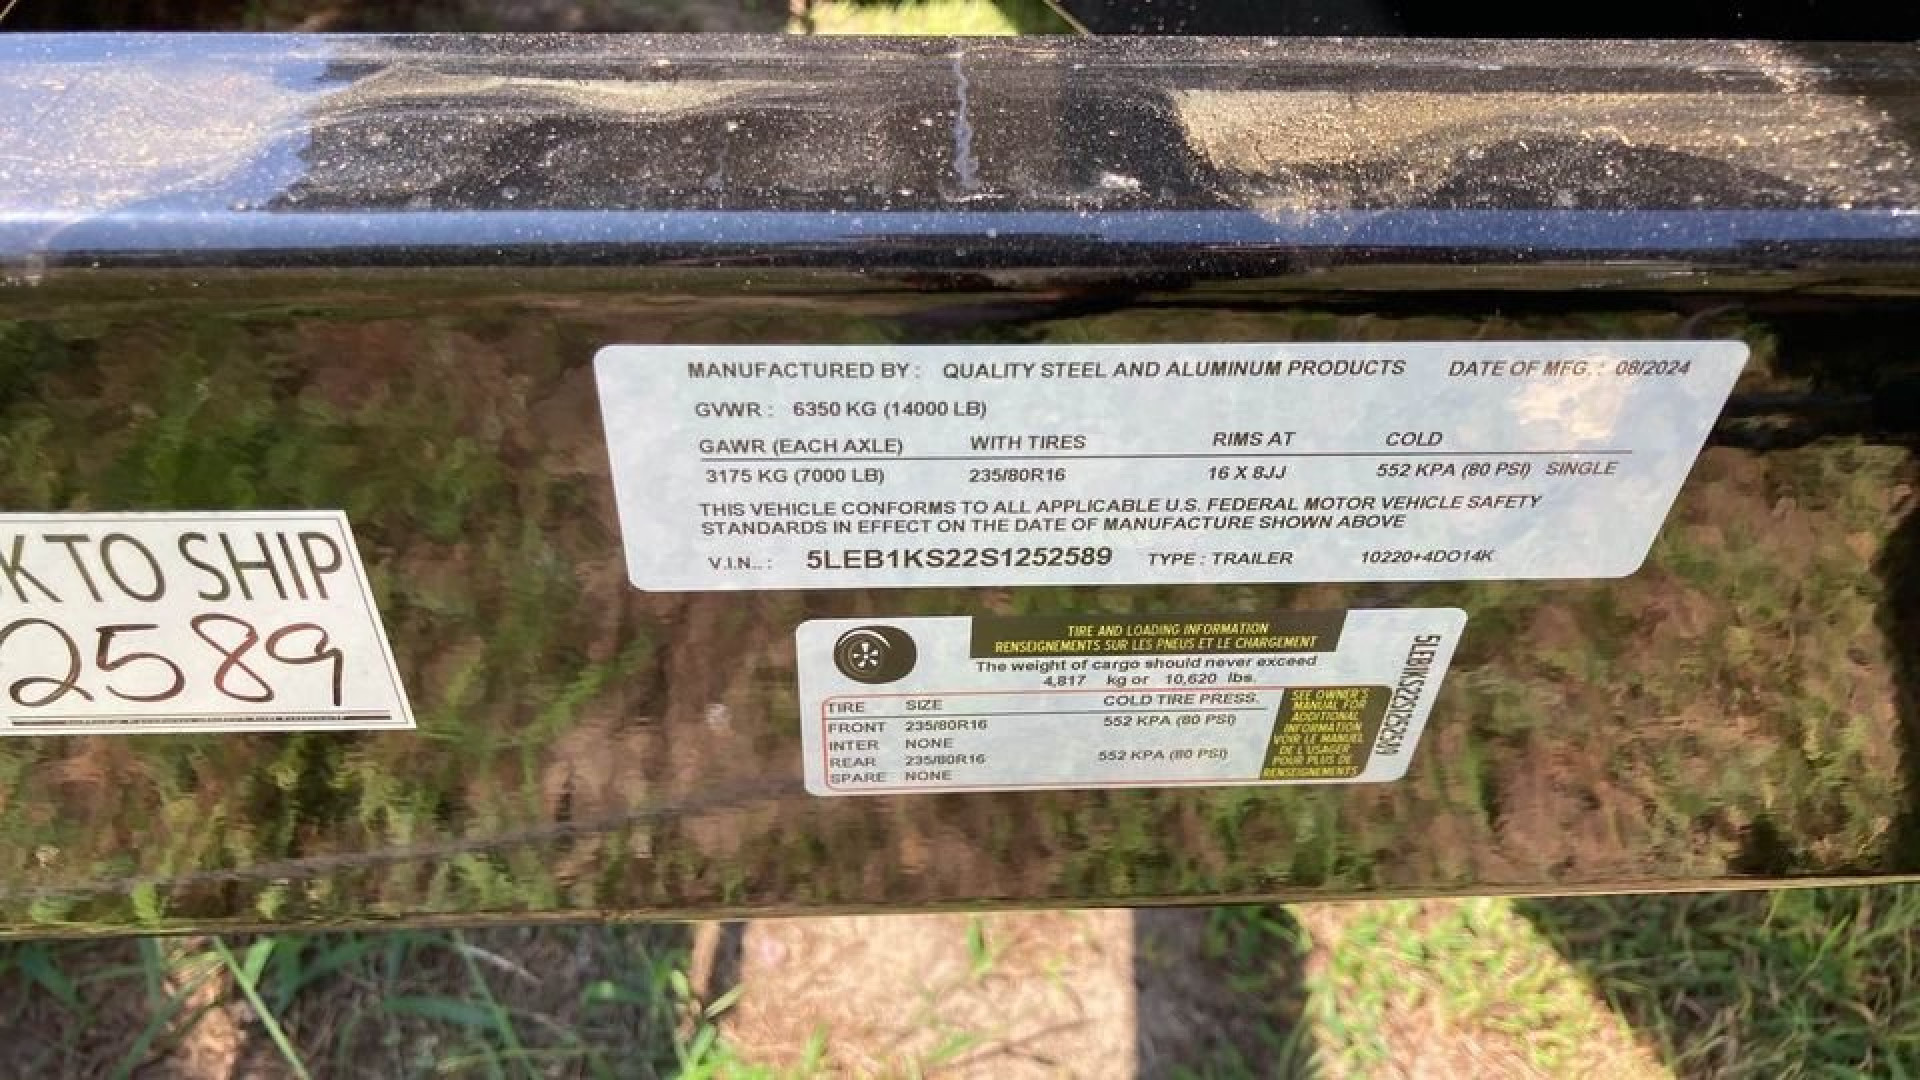 MANUFACTURED BY : QUALITY STEEL AND ALUMINUM PRODUCTS DATE OF MFG. : 08/2024
GVWR : 6350 KG (14000 LB)
GAWR (EACH AXLE) WITH TIRES RIMS AT COLD
3175 KG (7000 LB) 235/80R16 16 X 8JJ 552 KPA (80 PSI) SINGLE
THIS VEHICLE CONFORMS TO ALL APPLICABLE U.S. FEDERAL MOTOR VEHICLE SAFETY
STANDARDS IN EFFECT ON THE DATE OF MANUFACTURE SHOWN ABOVE
V.I.N.. : 5LEB1KS22S1252589 TYPE : TRAILER 10220+4DO14K
K TO SHIP
2589
TIRE AND LOADING INFORMATION
RENSEIGNEMENTS SUR LES PNEUS ET LE CHARGEMENT
The weight of cargo should never exceed
4,817 kg or 10,620 lbs.
TIRE SIZE COLD TIRE PRESS.
FRONT 235/80R16 552 KPA (80 PSI)
INTER NONE
REAR 235/80R16 552 KPA (80 PSI)
SPARE NONE
SEE OWNER'S
MANUAL FOR
ADDITIONAL
INFORMATION
VOIR LE MANUEL
DE L'USAGER
POUR PLUS DE
RENSEIGNEMENTS
5LEB1KS22S1252589